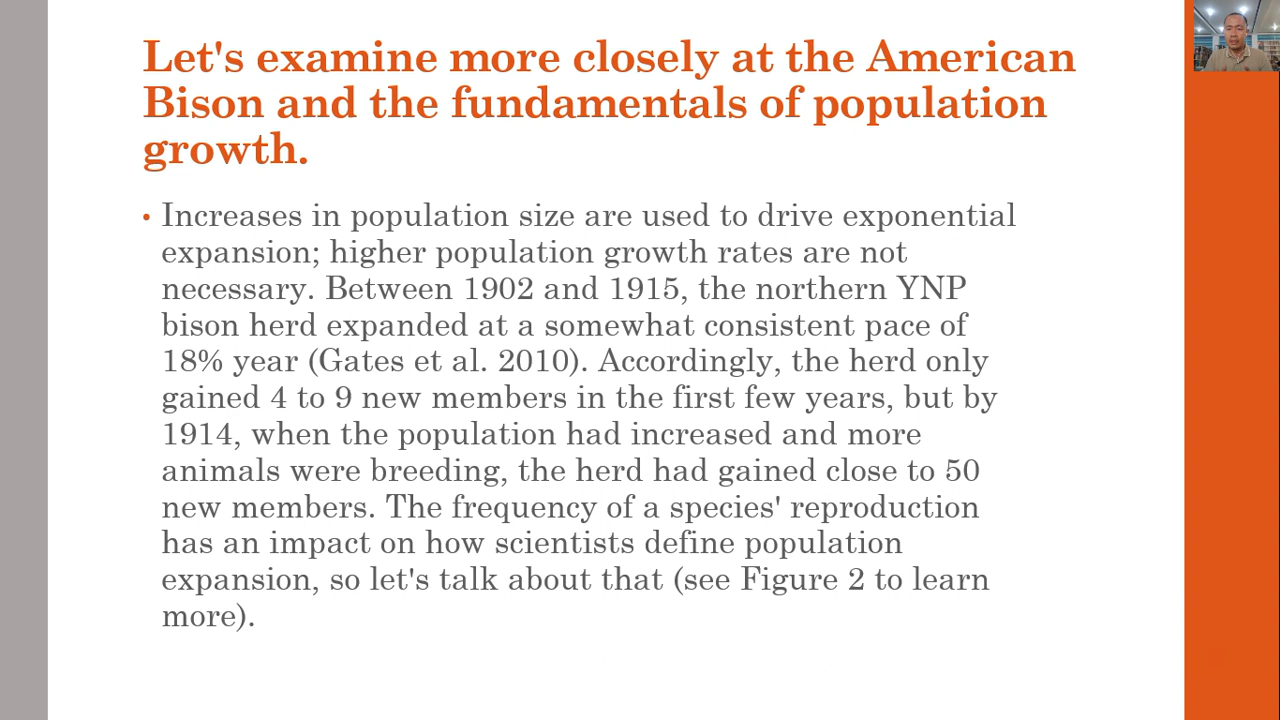 Let's examine more closely at the American
Bison and the fundamentals of population
growth.
• Increases in population size are used to drive exponential
expansion; higher population growth rates are not
necessary. Between 1902 and 1915, the northern YNP
bison herd expanded at a somewhat consistent pace of
18% year (Gates et al. 2010). Accordingly, the herd only
gained 4 to 9 new members in the first few years, but by
1914, when the population had increased and more
animals were breeding, the herd had gained close to 50
new members. The frequency of a species' reproduction
has an impact on how scientists define population
expansion, so let's talk about that (see Figure 2 to learn
more).